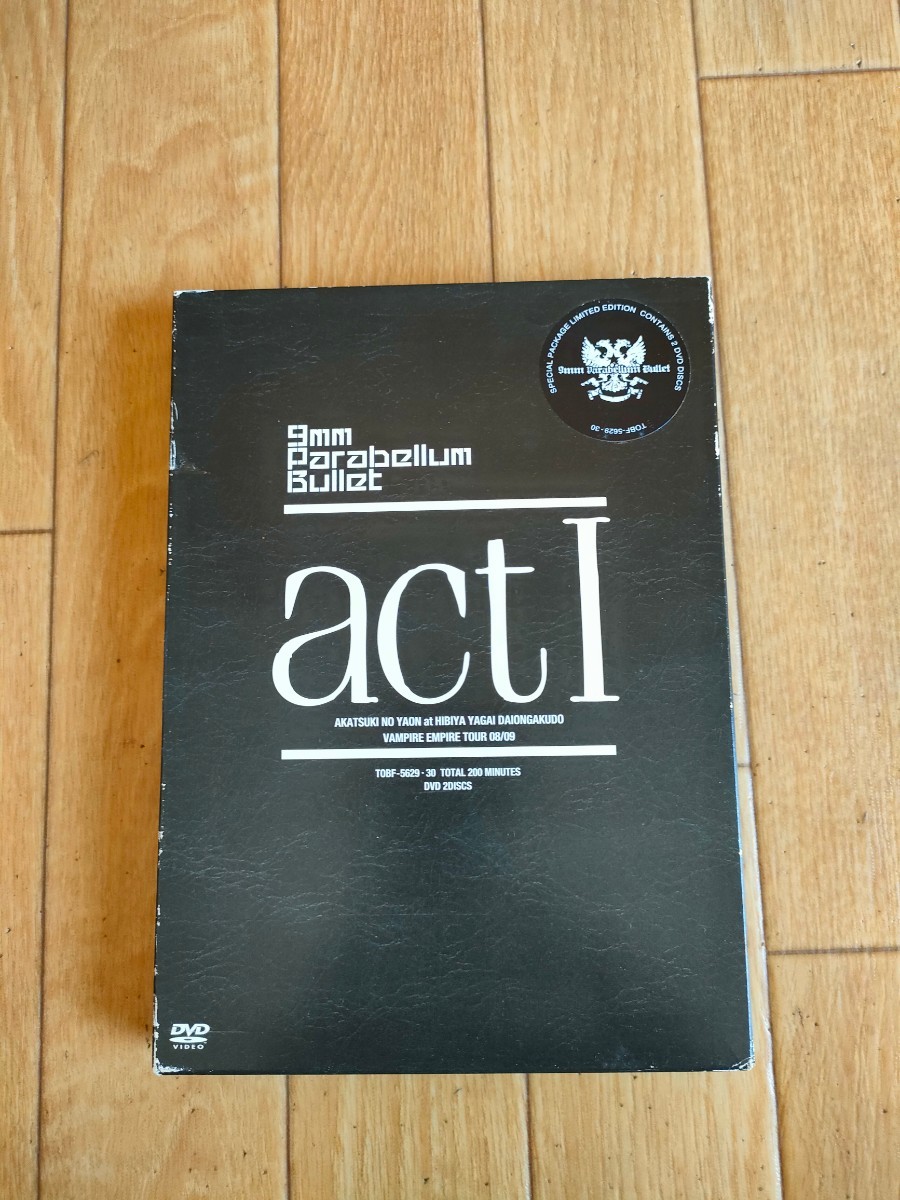 SPECIAL PACKAGE LIMITED EDITION CONTAINS 2 DVD DISCS
9mm Parabellum Bullet
TOBF-5629・30
9mm
Parabellum
Bullet
actI
AKATSUKI NO YAON at HIBIYA YAGAI DAIONGAKUDO
VAMPIRE EMPIRE TOUR 08/09
TOBF-5629・30 TOTAL 200 MINUTES
DVD 2DISCS
DVD
VIDEO